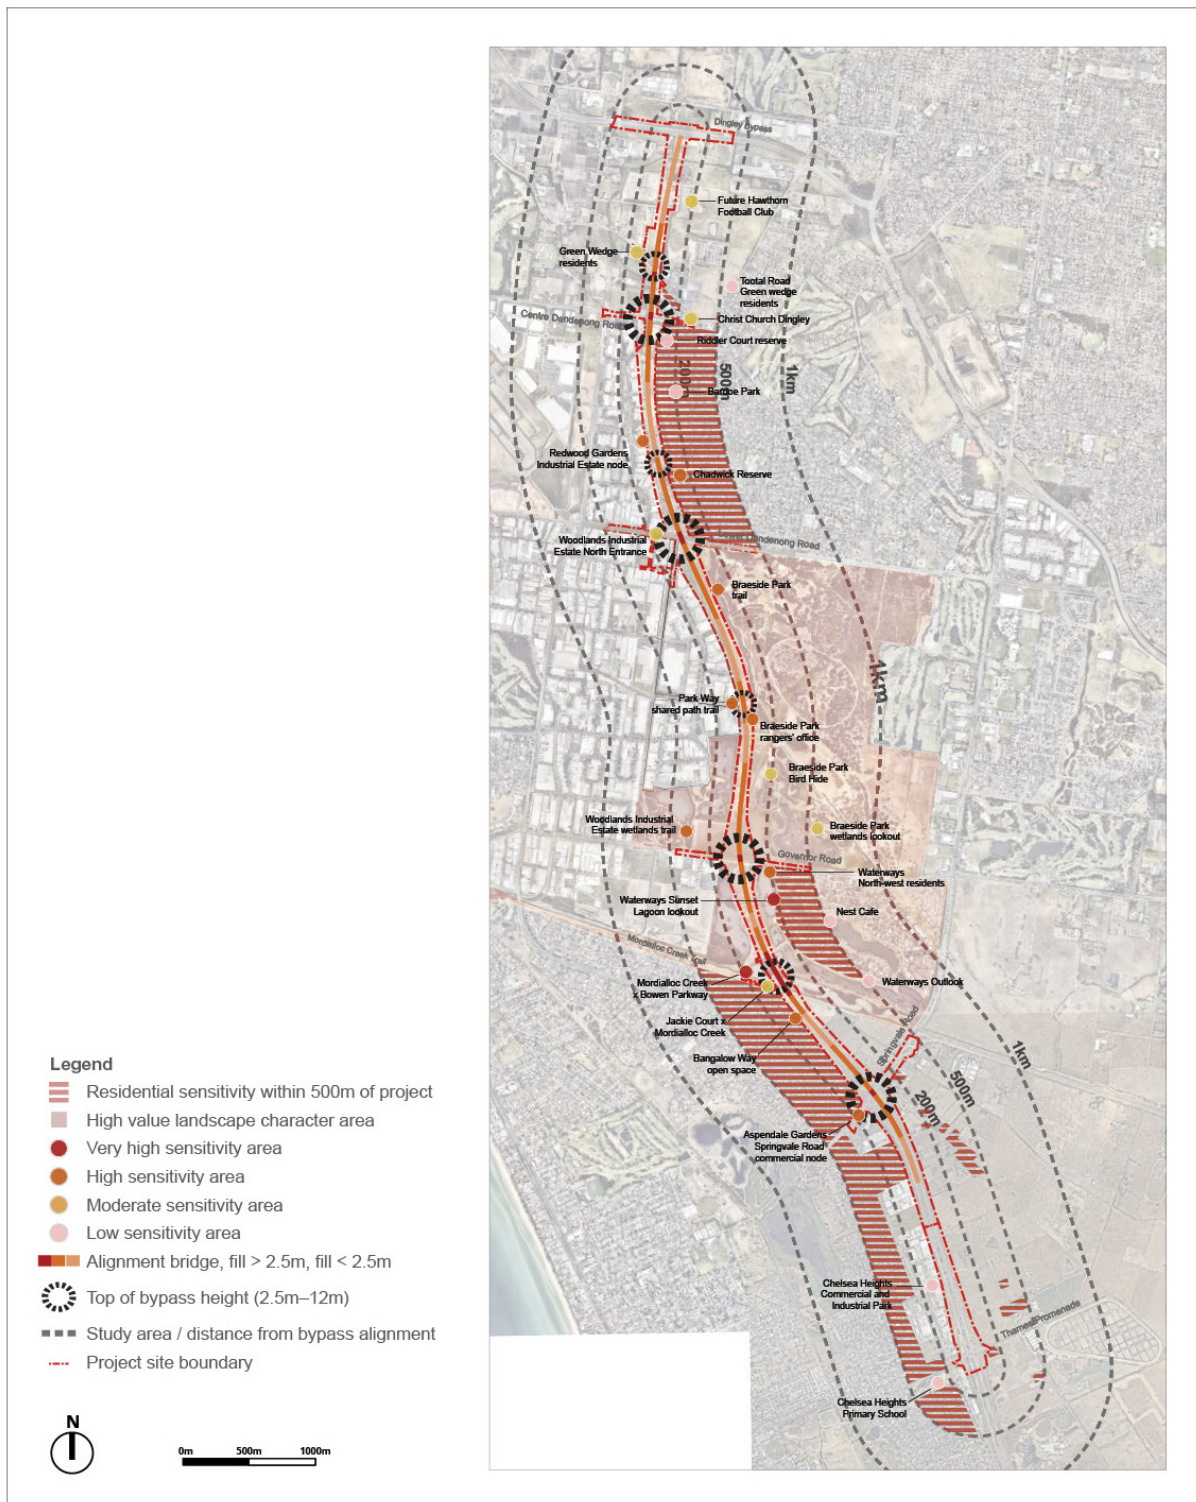 Dingley Bypass
Future Hawthorn
Football Club
Green Wedge
residents
Tootal Road
Green wedge
residents
Centre Dandenong Road
Christ Church Dingley
Riddler Court reserve
200m
500m
1km
Bardoe Park
Redwood Gardens
Industrial Estate node
Chadwick Reserve
Woodlands Industrial
Estate North Entrance
Lower Dandenong Road
Braeside Park
trail
1km
Park Way
shared path trail
Braeside Park
rangers' office
Braeside Park
Bird Hide
Woodlands Industrial
Estate wetlands trail
Braeside Park
wetlands lookout
Governor Road
Waterways
North-west residents
Waterways Sunset
Lagoon lookout
Nest Cafe
Mordialloc Creek Trail
Mordialloc Creek
x Bowen Parkway
Waterways Outlook
Jackie Court x
Mordialloc Creek
Springvale Road
Bangalow Way
open space
1km
500m
200m
Aspendale Gardens
Springvale Road
commercial node
Chelsea Heights
Commercial and
Industrial Park
Thames Promenade
Chelsea Heights
Primary School
Legend
Residential sensitivity within 500m of project
High value landscape character area
Very high sensitivity area
High sensitivity area
Moderate sensitivity area
Low sensitivity area
Alignment bridge, fill > 2.5m, fill < 2.5m
Top of bypass height (2.5m–12m)
Study area / distance from bypass alignment
Project site boundary
N
0m 500m 1000m